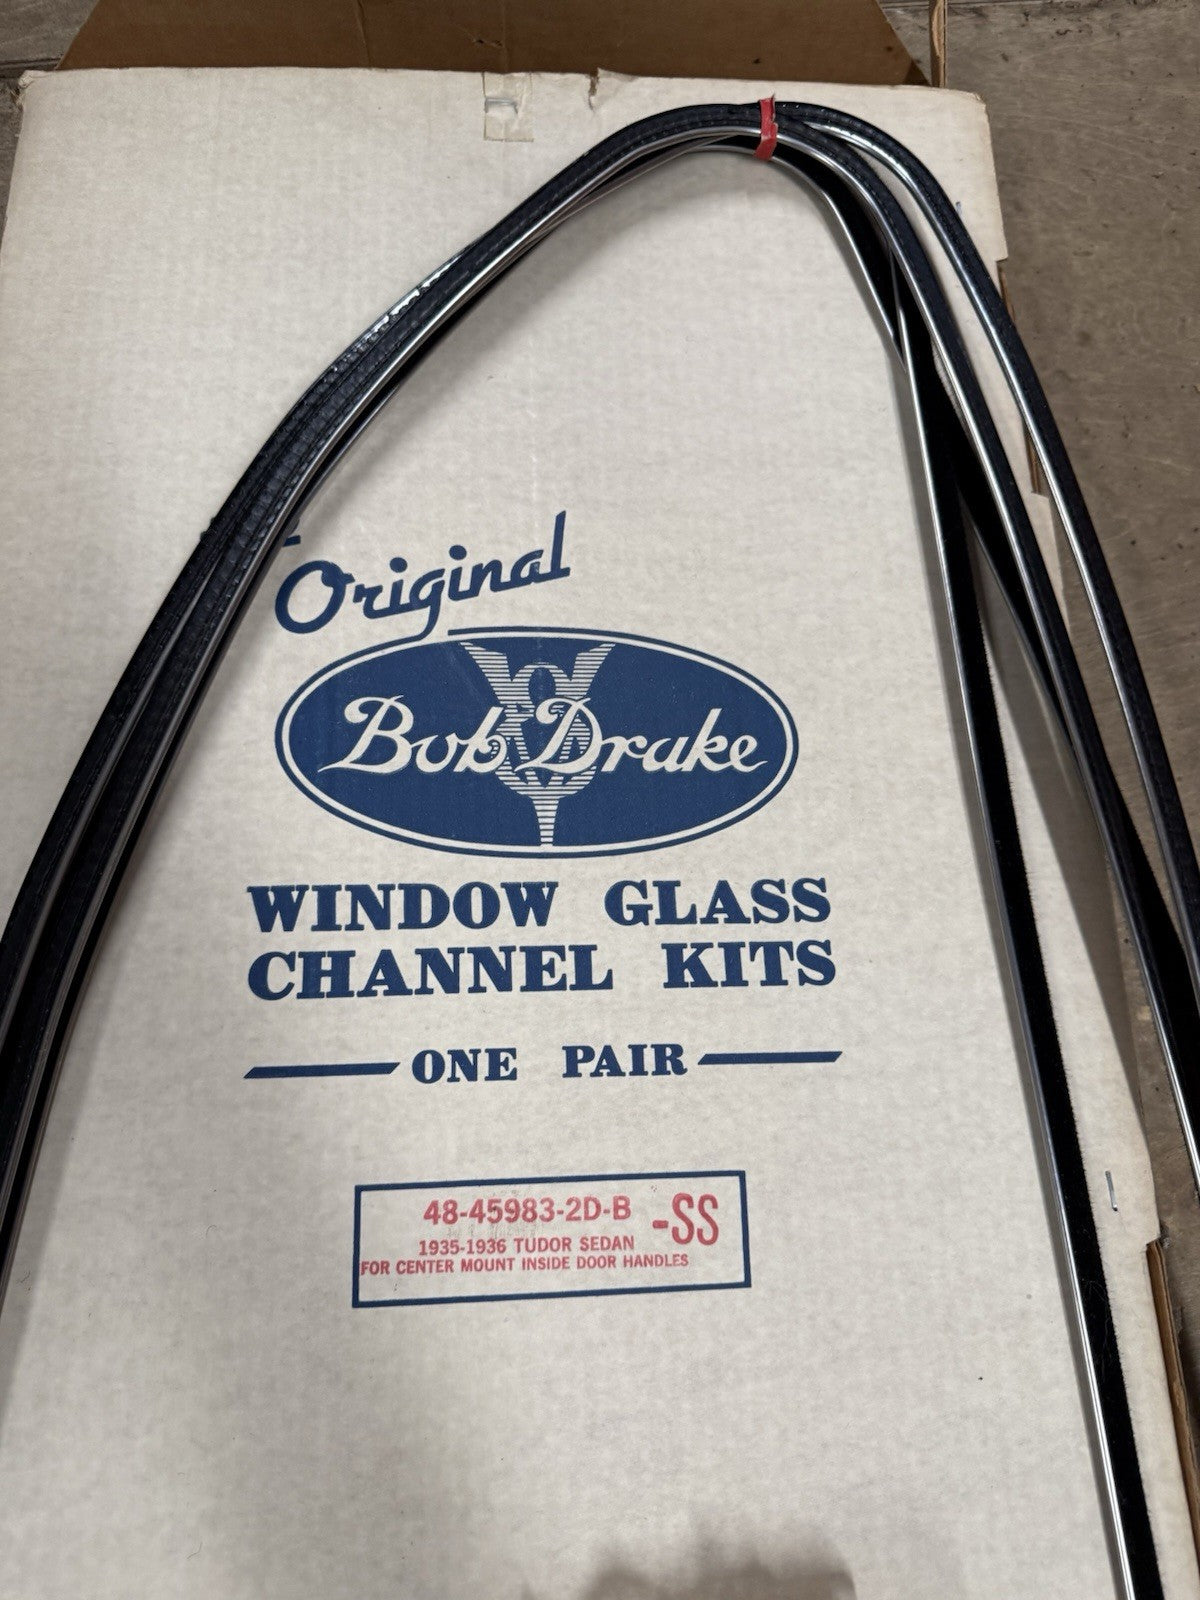 Original
Bob Drake
V8
WINDOW GLASS
CHANNEL KITS
ONE PAIR
48-45983-2D-B -SS
1935-1936 TUDOR SEDAN
FOR CENTER MOUNT INSIDE DOOR HANDLES